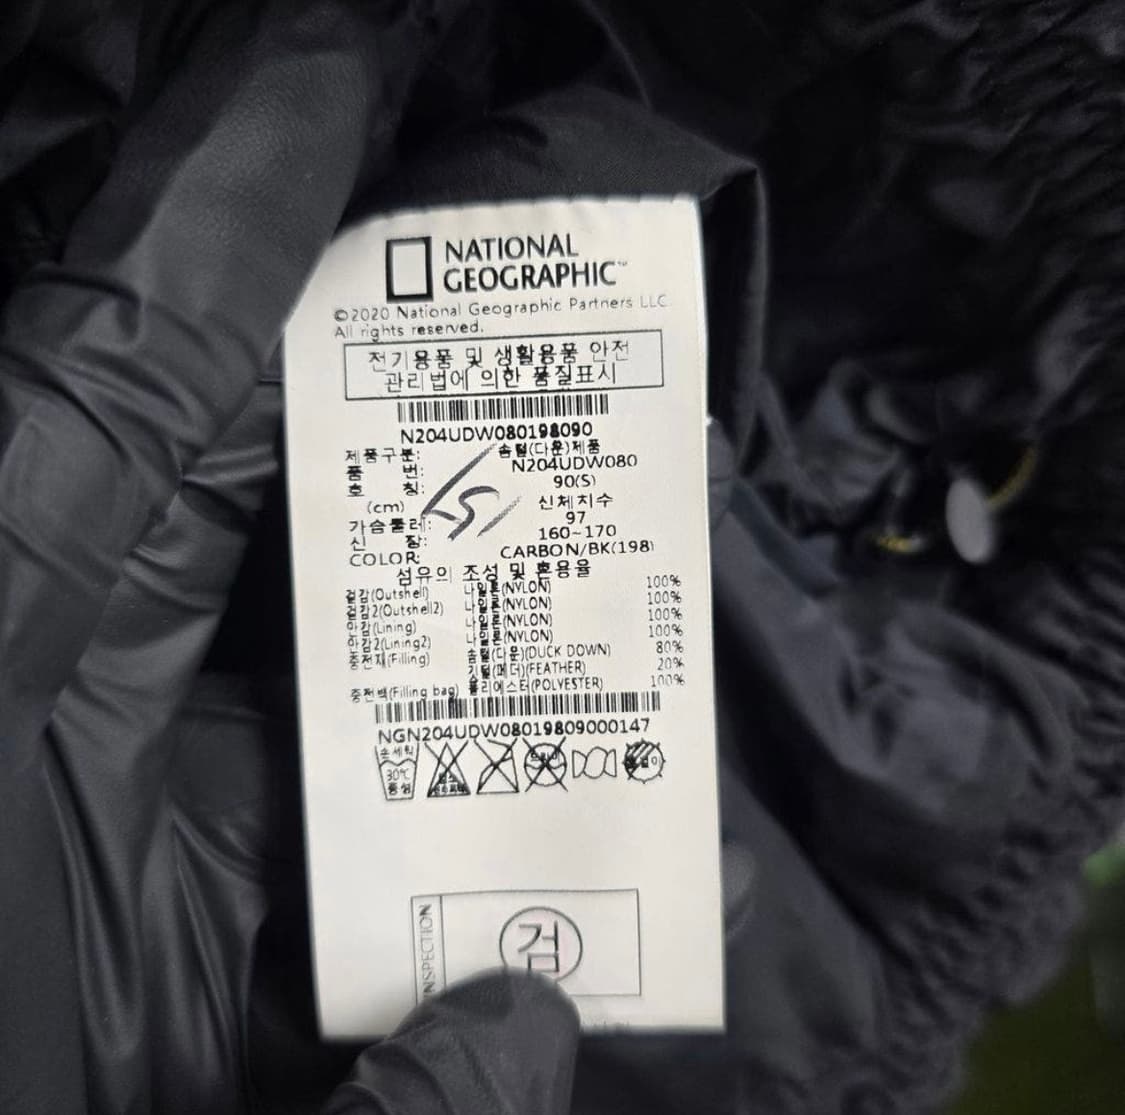 NATIONAL
GEOGRAPHIC™
©2020 National Geographic Partners LLC.
All rights reserved.
전기용품 및 생활용품 안전
관리법에 의한 품질표시
N204UDW080198090
제품구분: 솜털(다운)제품
품 번: N204UDW080
호 칭: 90(S)
(cm) 신체치수
가슴둘레: 97
신 장: 160~170
COLOR: CARBON/BK(198)
섬유의 조성 및 혼용율
겉감(Outshell) 나일론(NYLON) 100%
겉감2(Outshell2) 나일론(NYLON) 100%
안감(Lining) 나일론(NYLON) 100%
안감2(Lining2) 나일론(NYLON) 100%
충전재(Filling) 솜털(다운)(DUCK DOWN) 80%
깃털(페더)(FEATHER) 20%
충전백(Filling bag) 폴리에스터(POLYESTER) 100%
NGN204UDW08019809000147
손세탁
30℃
중성
INSPECTION
검